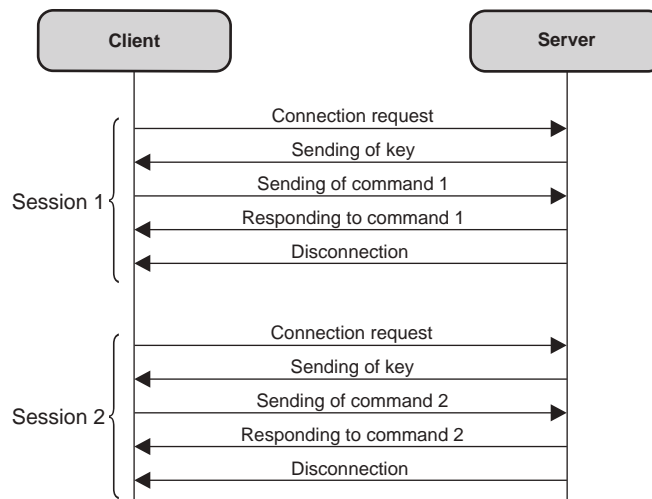 Client
Server
Connection request
Sending of key
Sending of command 1
Session 1
Responding to command 1
Disconnection
Connection request
Sending of key
Sending of command 2
Session 2
Responding to command 2
Disconnection